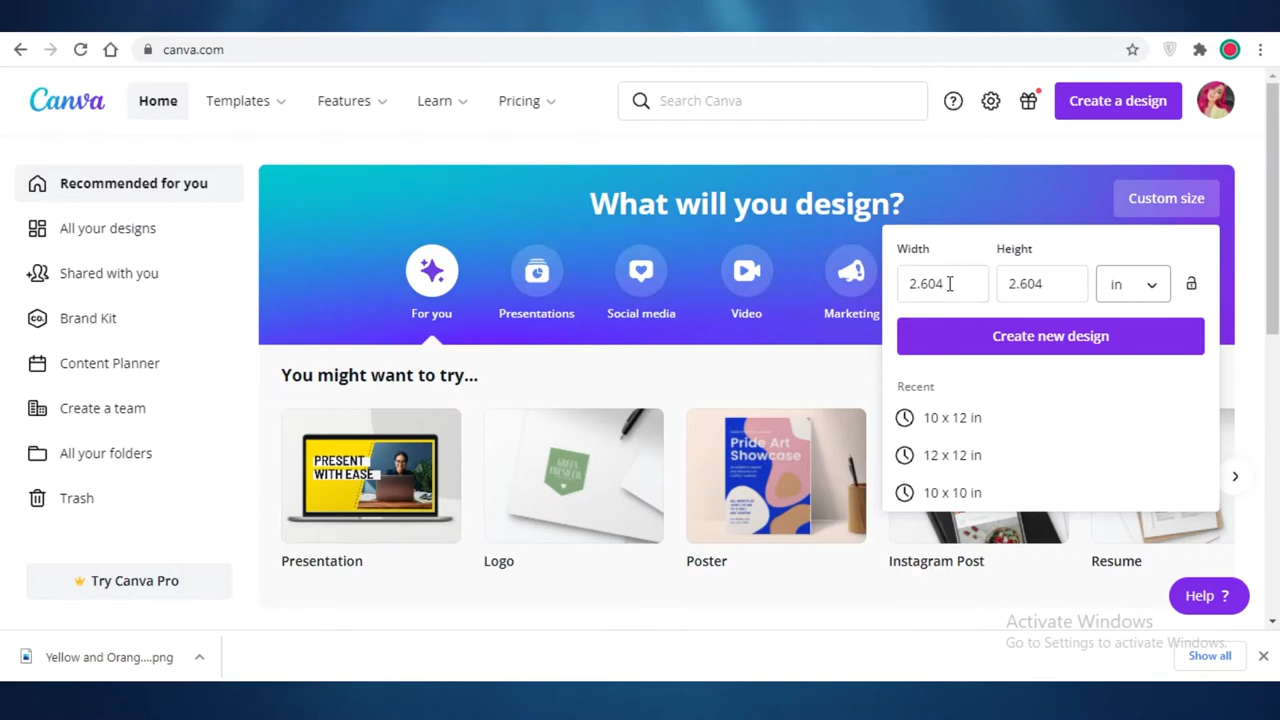 canva.com
Canva Home Templates Features Learn Pricing Search Canva Create a design
Recommended for you
All your designs
Shared with you
Brand Kit
Content Planner
Create a team
All your folders
Trash
Try Canva Pro
What will you design?
Custom size
For you
Presentations
Social media
Video
Marketing
Width Height
2.604 2.604 in
Create new design
Recent
10 x 12 in
12 x 12 in
10 x 10 in
You might want to try...
PRESENT
WITH EASE
GREEN
Pride Art
Showcase
Presentation
Logo
Poster
Instagram Post
Resume
Help ?
Activate Windows
Go to Settings to activate Windows.
Yellow and Orang....png
Show all